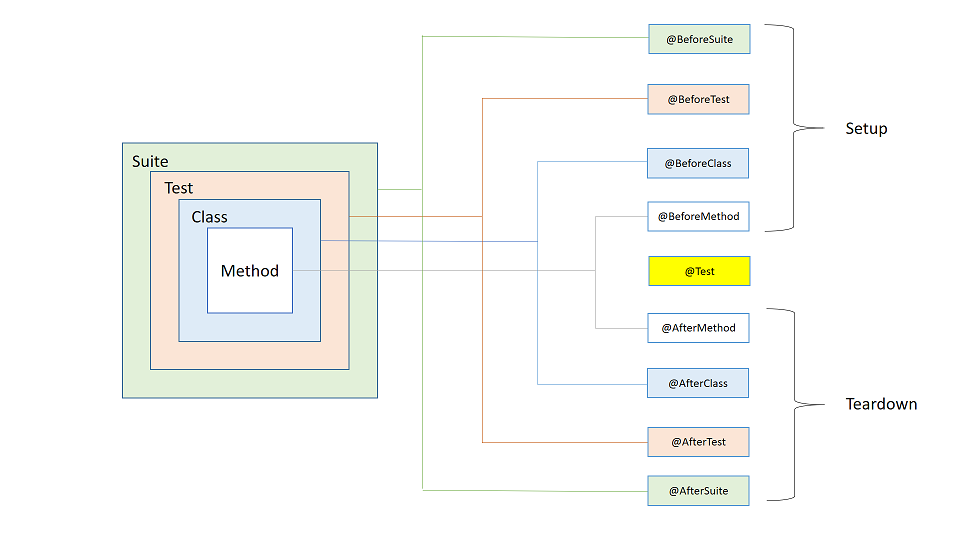 Suite
Test
Class
Method
@BeforeSuite
@BeforeTest
@BeforeClass
@BeforeMethod
@Test
@AfterMethod
@AfterClass
@AfterTest
@AfterSuite
Setup
Teardown